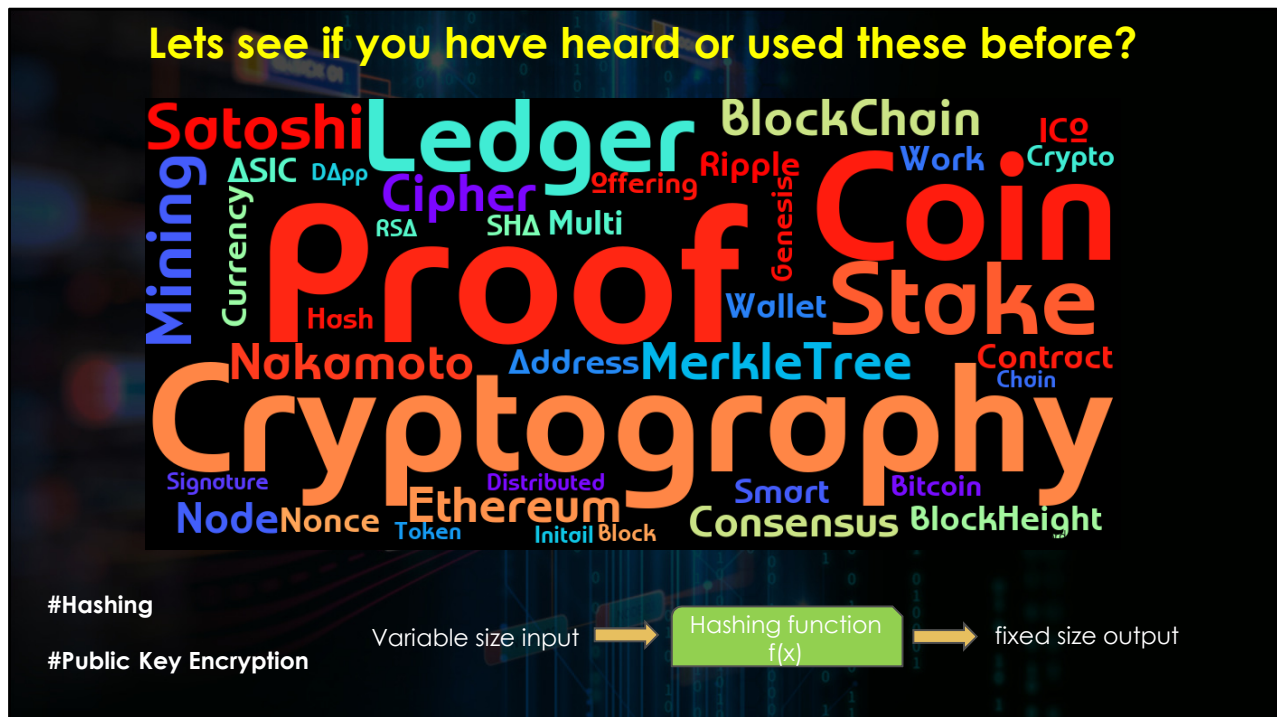 Lets see if you have heard or used these before?
Satoshi
Ledger
BlockChain
ICO
Mining
ASIC
DApp
Cipher
Offering
Ripple
Work
Crypto
Coin
Currency
RSA
SHA
Multi
Genesis
Proof
Hash
Wallet
Stake
Nakamoto
Address
MerkleTree
Contract
Chain
Cryptography
Signature
Distributed
Smart
Bitcoin
Node
Nonce
Ethereum
Token
Initail
Block
Consensus
BlockHeight
#Hashing
Variable size input
Hashing function
f(x)
fixed size output
#Public Key Encryption